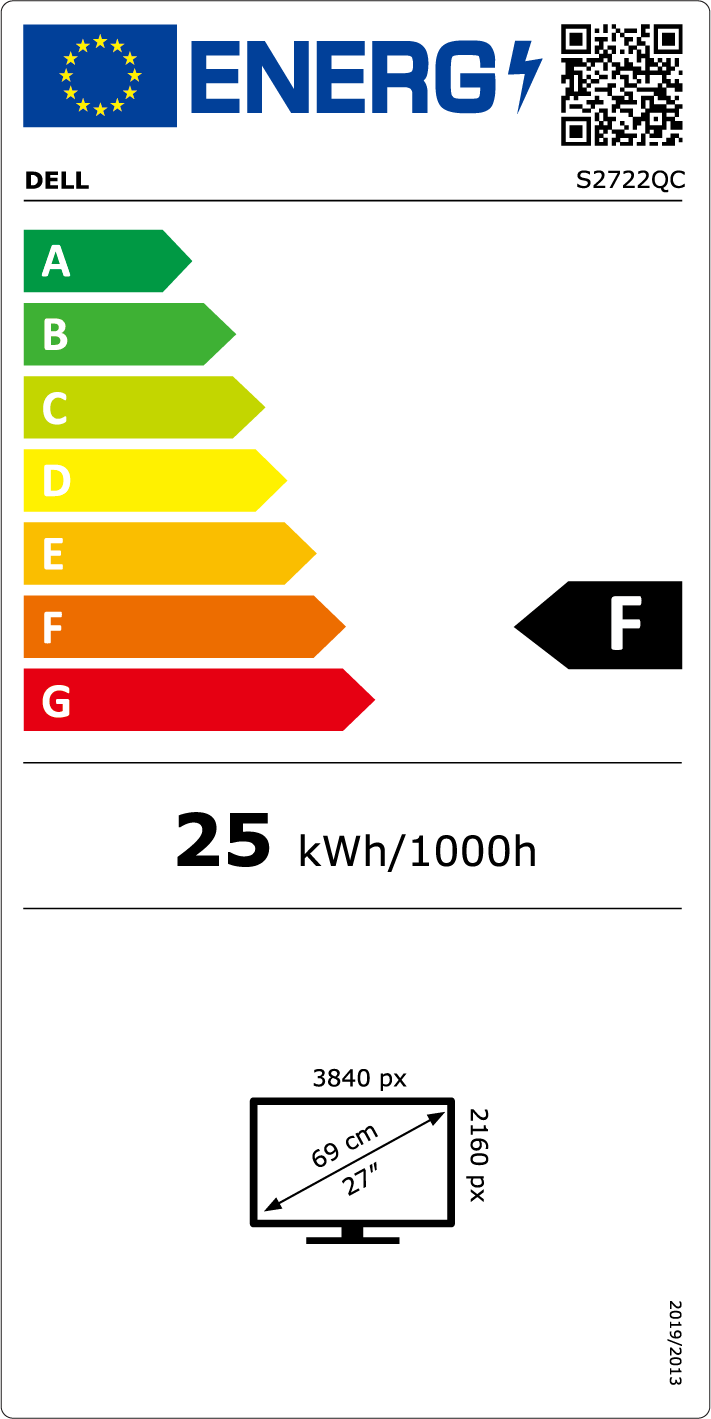 ENERG
DELL
S2722QC
A
B
C
D
E
F
F
G
25 kWh/1000h
3840 px
2160 px
69 cm
27"
2019/2013